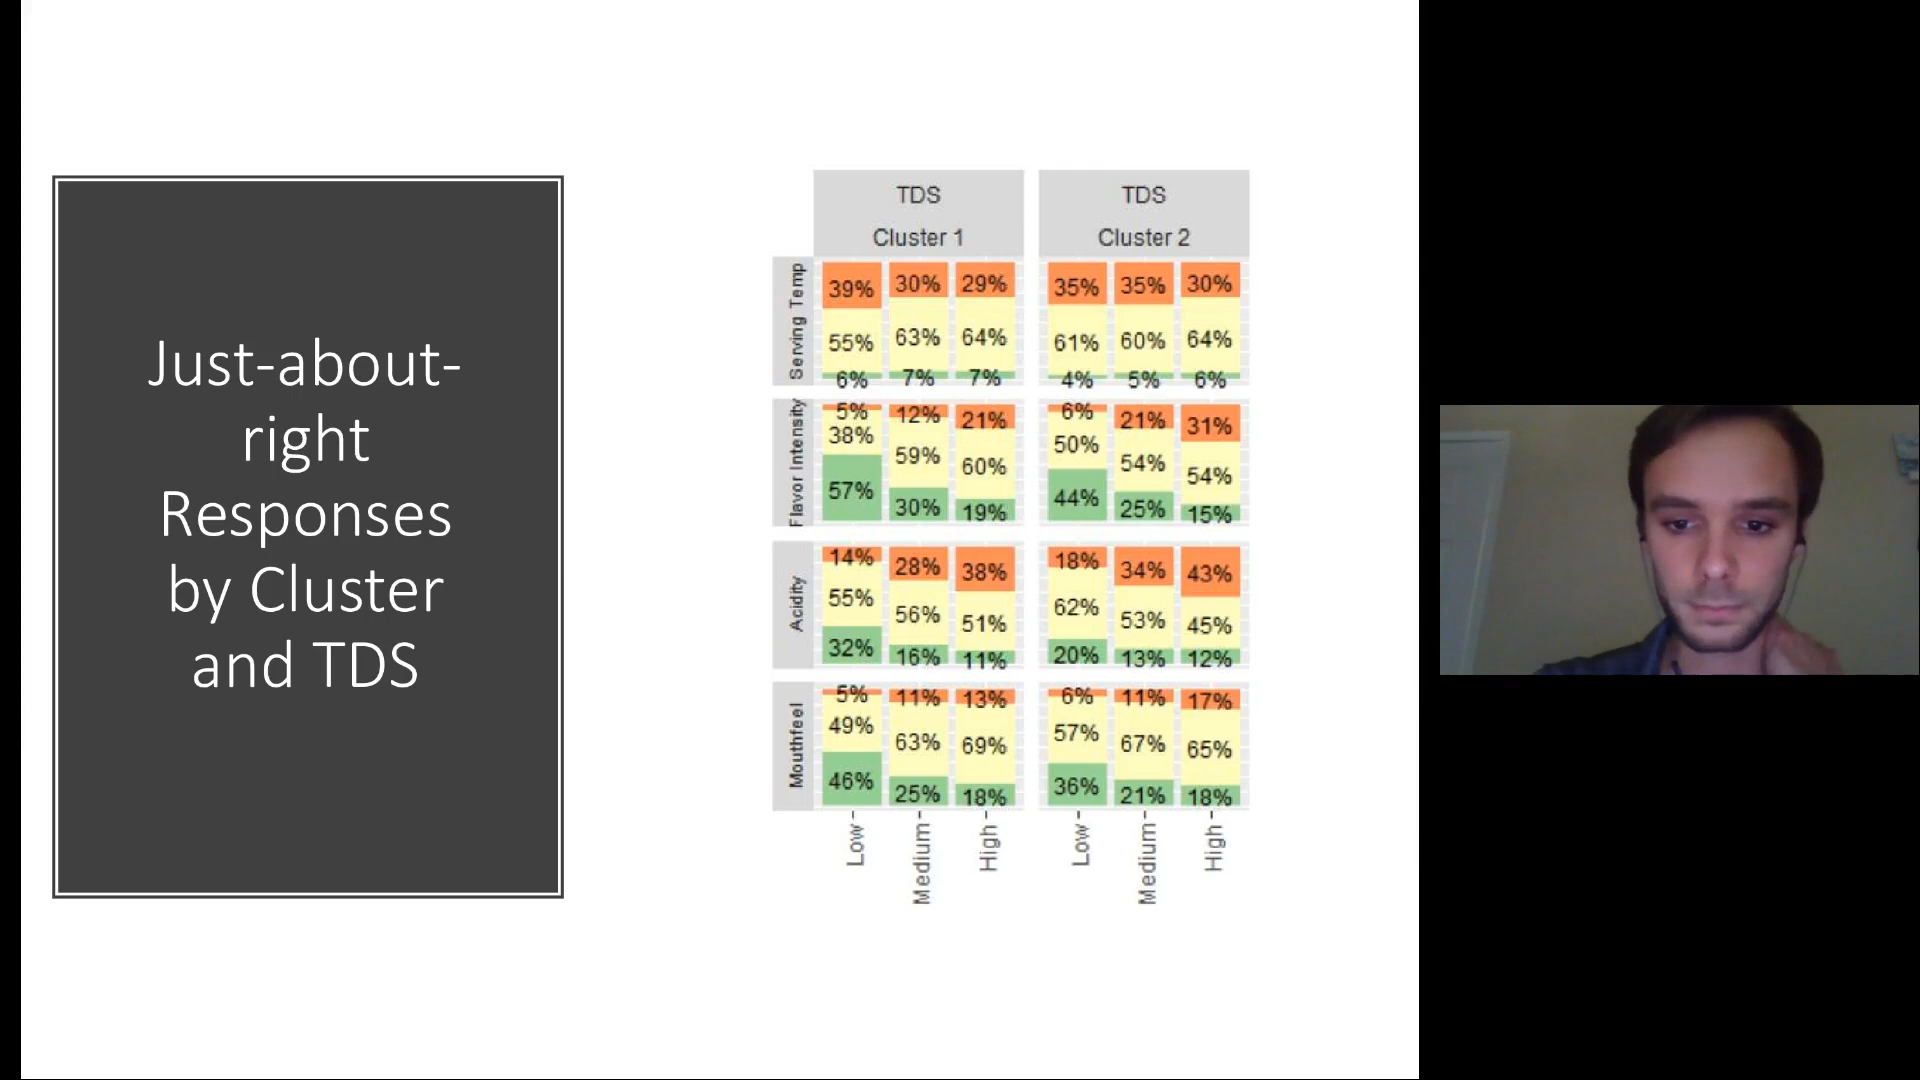 Just-about-
right
Responses
by Cluster
and TDS
TDS
Cluster 1
TDS
Cluster 2
Serving Temp
39% 30% 29% 35% 35% 30%
55% 63% 64% 61% 60% 64%
6% 7% 7% 4% 5% 6%
Flavor Intensity
5% 12% 21% 6% 21% 31%
38% 59% 60% 50% 54% 54%
57% 30% 19% 44% 25% 15%
Acidity
14% 28% 38% 18% 34% 43%
55% 56% 51% 62% 53% 45%
32% 16% 11% 20% 13% 12%
Mouthfeel
5% 11% 13% 6% 11% 17%
49% 63% 69% 57% 67% 65%
46% 25% 18% 36% 21% 18%
Low Medium High Low Medium High